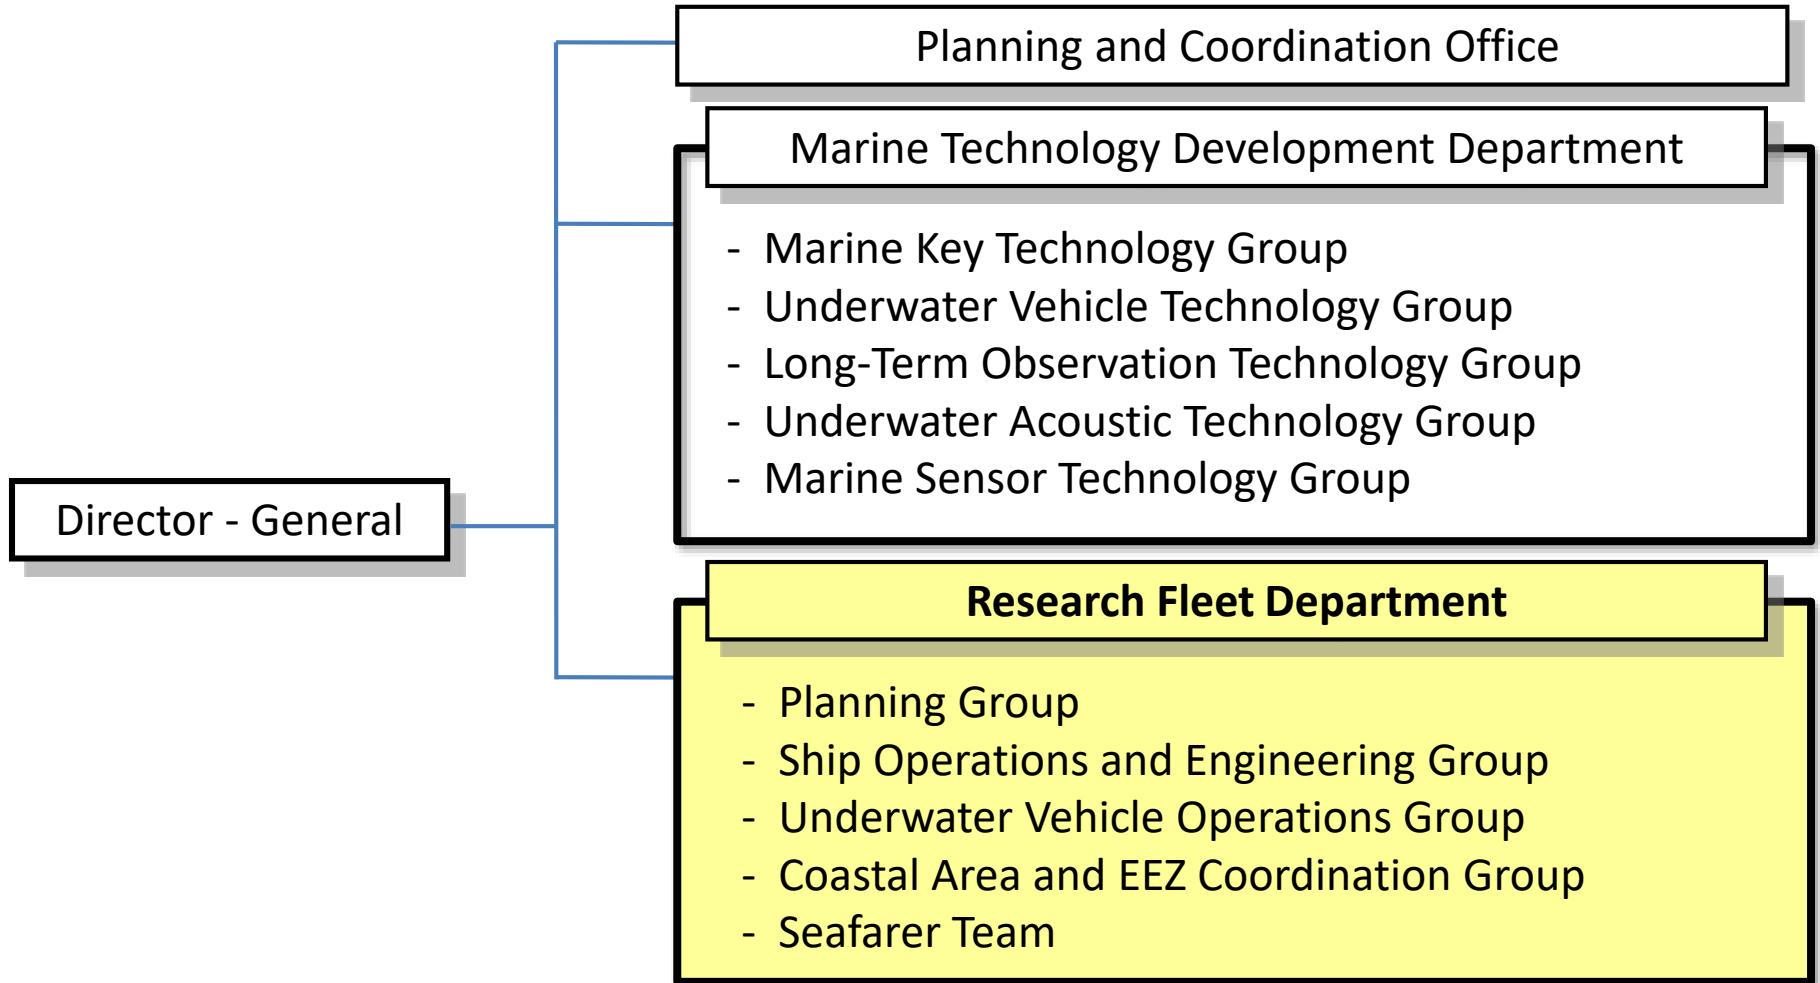 Planning and Coordination Office
Marine Technology Development Department
- Marine Key Technology Group
- Underwater Vehicle Technology Group
- Long-Term Observation Technology Group
- Underwater Acoustic Technology Group
- Marine Sensor Technology Group
Director - General
Research Fleet Department
- Planning Group
- Ship Operations and Engineering Group
- Underwater Vehicle Operations Group
- Coastal Area and EEZ Coordination Group
- Seafarer Team